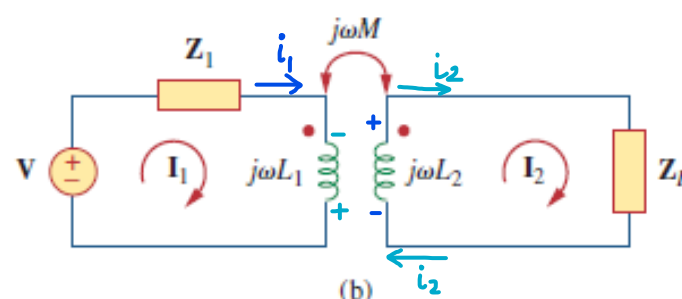 jωM
Z₁ i₁ i₂
V + − I₁ jωL₁ − + + − jωL₂ I₂ Z
i₂
(b)